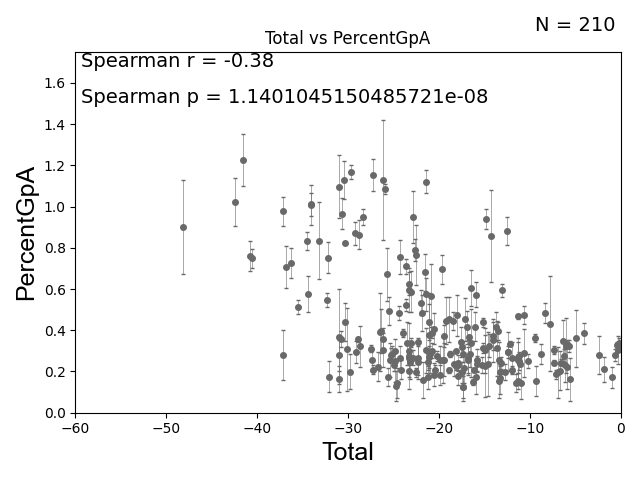 N = 210
Total vs PercentGpA
Spearman r = -0.38
Spearman p = 1.1401045150485721e-08
PercentGpA
1.6
1.4
1.2
1.0
0.8
0.6
0.4
0.2
0.0
−60 −50 −40 −30 −20 −10 0
Total